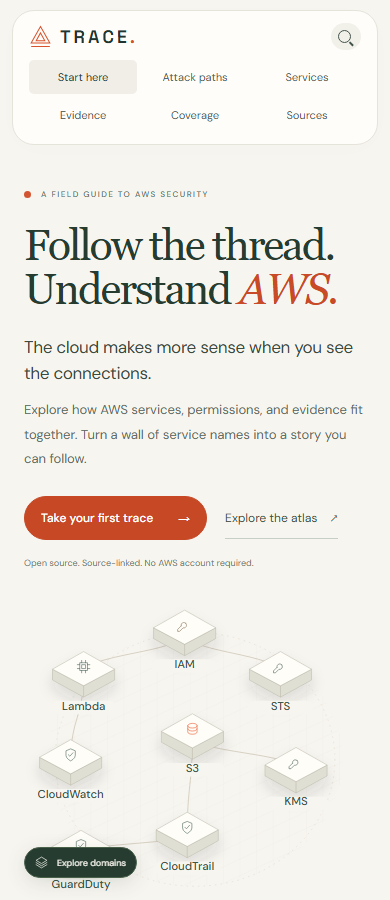 TRACE.
Start here
Attack paths
Services
Evidence
Coverage
Sources
A FIELD GUIDE TO AWS SECURITY
Follow the thread.
Understand AWS.
The cloud makes more sense when you see
the connections.
Explore how AWS services, permissions, and evidence fit
together. Turn a wall of service names into a story you
can follow.
Take your first trace →
Explore the atlas ↗
Open source. Source-linked. No AWS account required.
IAM
Lambda
STS
S3
CloudWatch
KMS
CloudTrail
Explore domains
GuardDuty